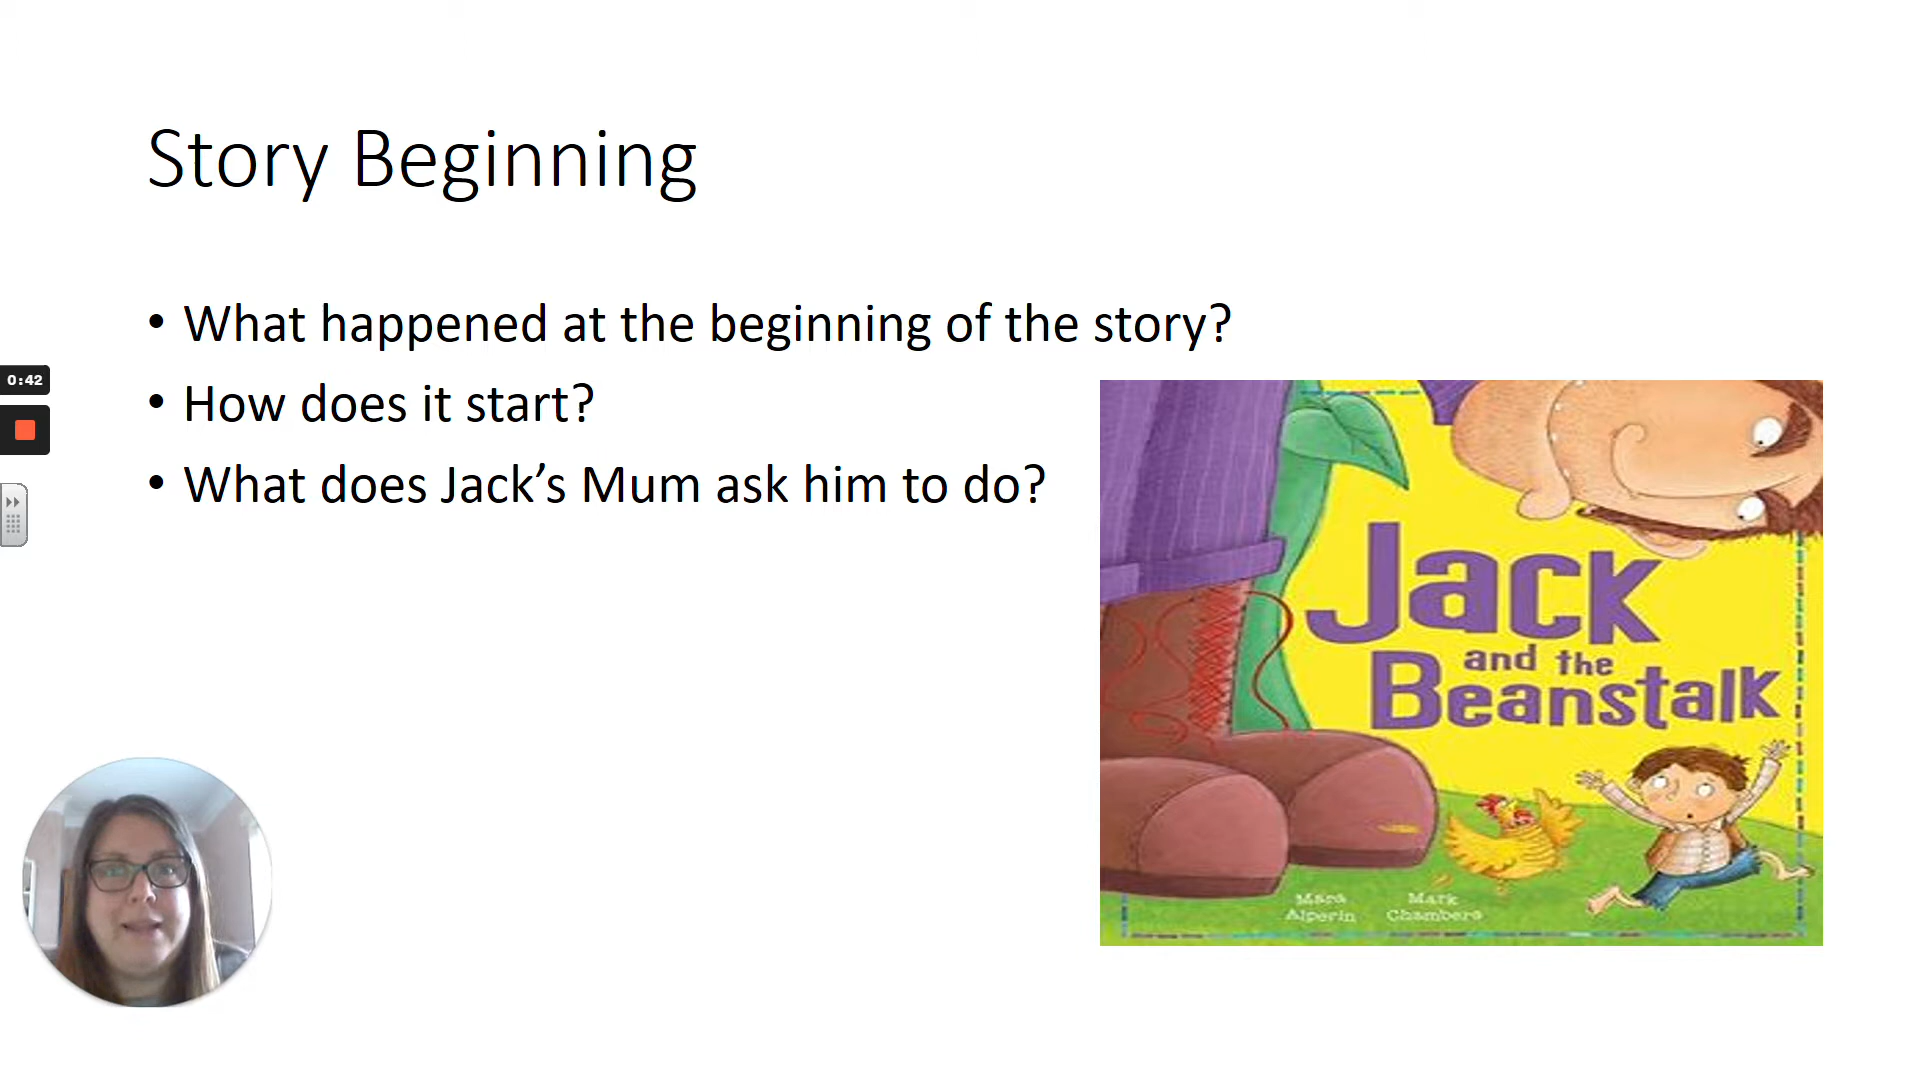 Story Beginning
• What happened at the beginning of the story?
• How does it start?
• What does Jack’s Mum ask him to do?
0:42
Jack
and the
Beanstalk
Mara Mark
Alperin Chambers